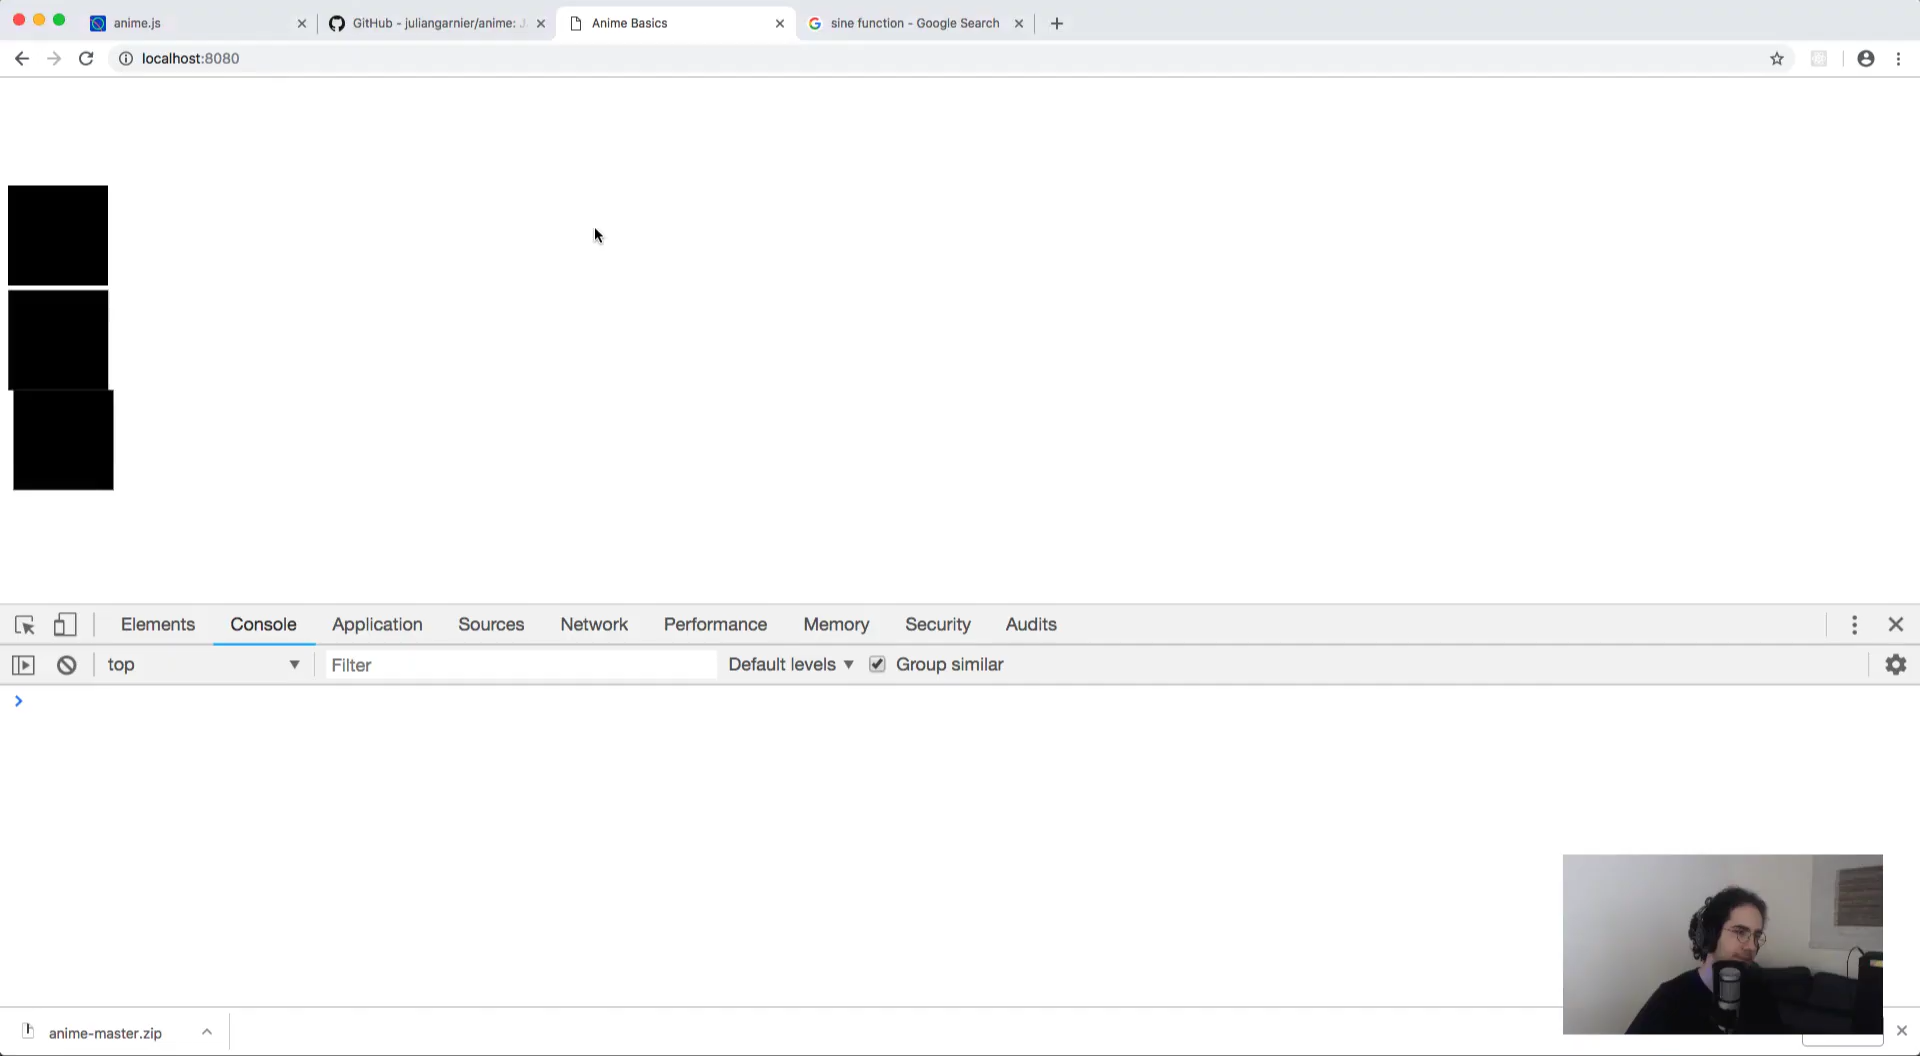 anime.js
GitHub - juliangarnier/anime: J
Anime Basics
sine function - Google Search
localhost:8080
Elements Console Application Sources Network Performance Memory Security Audits
top Filter Default levels Group similar
anime-master.zip